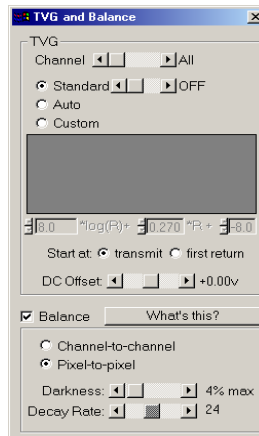 TVG and Balance
TVG
Channel All
Standard OFF
Auto
Custom
8.0 *log(R)+ 0.270 *R + -8.0
Start at: transmit first return
DC Offset: +0.00v
Balance What's this?
Channel-to-channel
Pixel-to-pixel
Darkness: 4% max
Decay Rate: 24